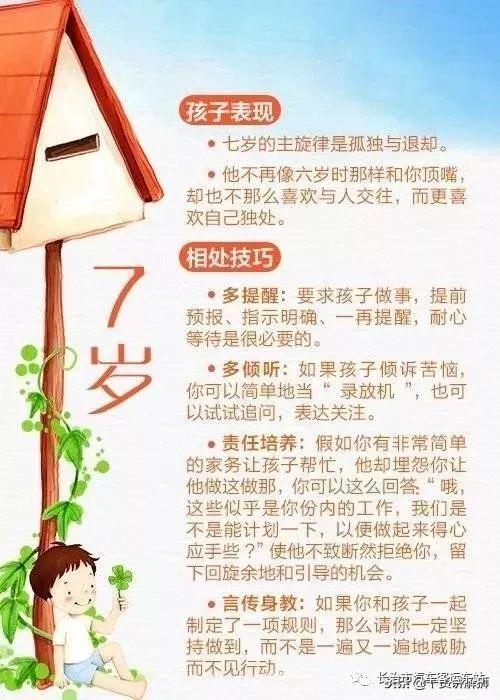 孩子表现
• 七岁的主旋律是孤独与退却。
• 他不再像六岁时那样和你顶嘴,
却也不那么喜欢与人交往，而更喜
欢自己独处。
7岁
相处技巧
• 多提醒：要求孩子做事，提前
预报、指示明确、一再提醒，耐心
等待是很必要的。
• 多倾听：如果孩子倾诉苦恼，
你可以简单地当“ 录放机 ”，也可
以试试追问，表达关注。
• 责任培养：假如你有非常简单
的家务让孩子帮忙，他却埋怨你让
他做这做那，你可以这么回答：“哦，
这些似乎是你份内的工作，我们是
不是能计划一下，以便做起来得心
应手些？”使他不致断然拒绝你，留
下回旋余地和引导的机会。
• 言传身教：如果你和孩子一起
制定了一项规则，那么请你一定坚
持做到，而不是一遍又一遍地威胁
而不见行动。
长治市汽车客运东站